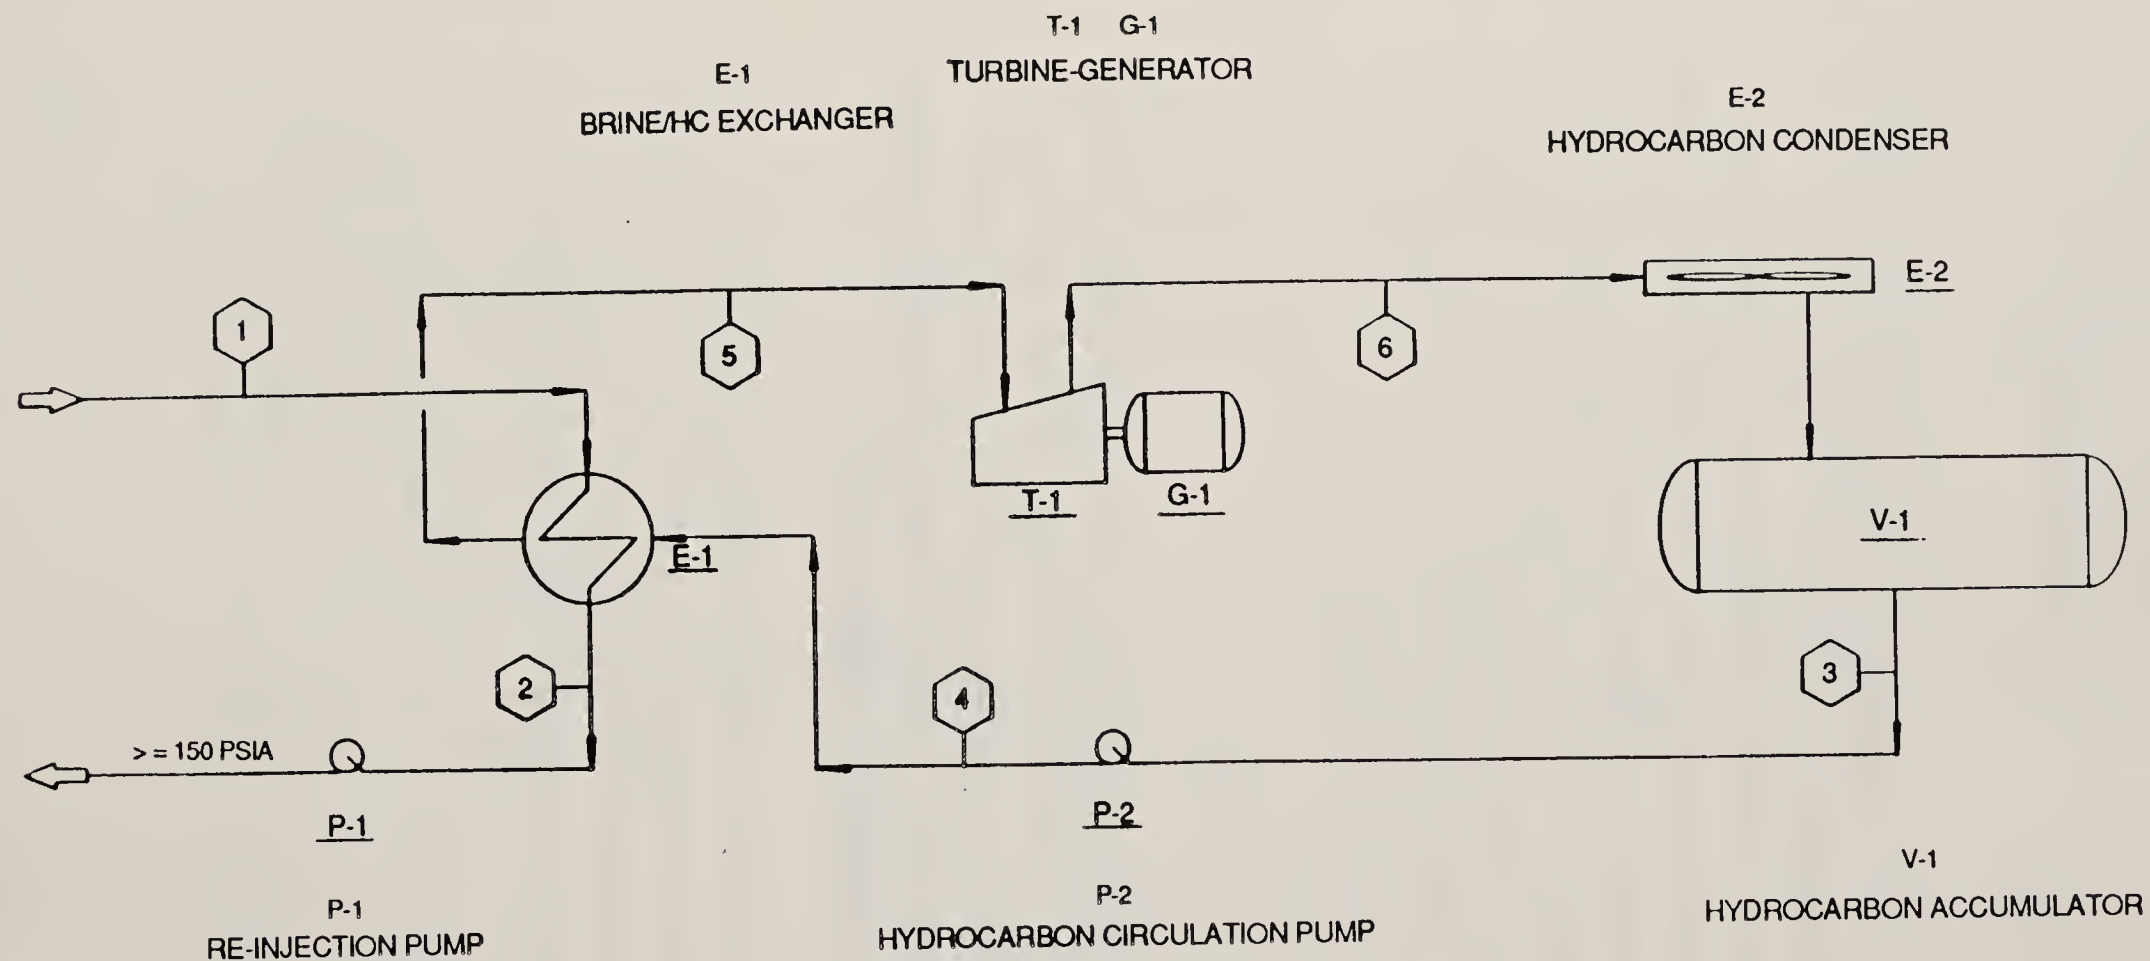 T-1 G-1
TURBINE-GENERATOR
E-1
BRINE/HC EXCHANGER
E-2
HYDROCARBON CONDENSER
E-2
1
5
6
T-1
G-1
V-1
E-1
2
4
3
> = 150 PSIA
P-1
P-2
V-1
HYDROCARBON ACCUMULATOR
P-1
RE-INJECTION PUMP
P-2
HYDROCARBON CIRCULATION PUMP